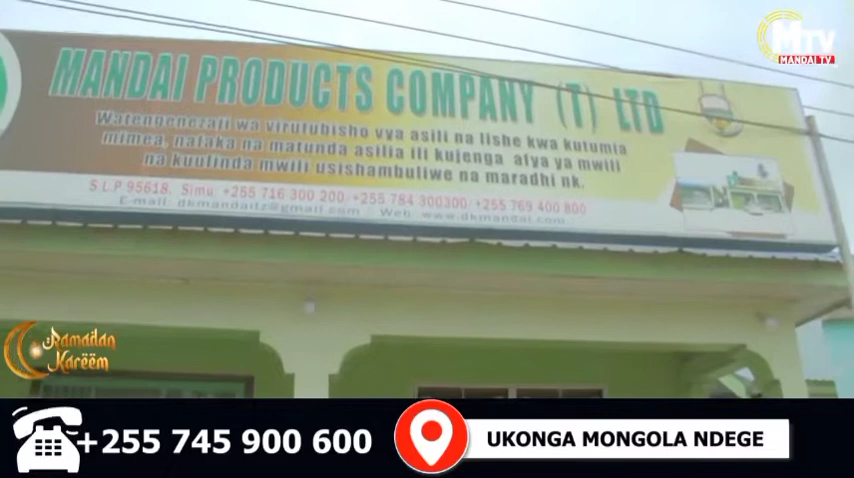 MTV
MANDAI TV
MANDAI PRODUCTS COMPANY (T) LTD
Watengenezaji wa virutubisho vya asili na lishe kwa kutumia
mimea, nafaka na matunda asilia ili kujenga afya ya mwili
na kuulinda mwili usishambuliwe na maradhi nk.
S.L.P 95618, Simu: +255 716 300 200, +255 784 300300, +255 769 400 800
E-mail: dkmandaitz@gmail.com Web: www.dkmandai.com
Ramadan
Karëëm
+255 745 900 600
UKONGA MONGOLA NDEGE